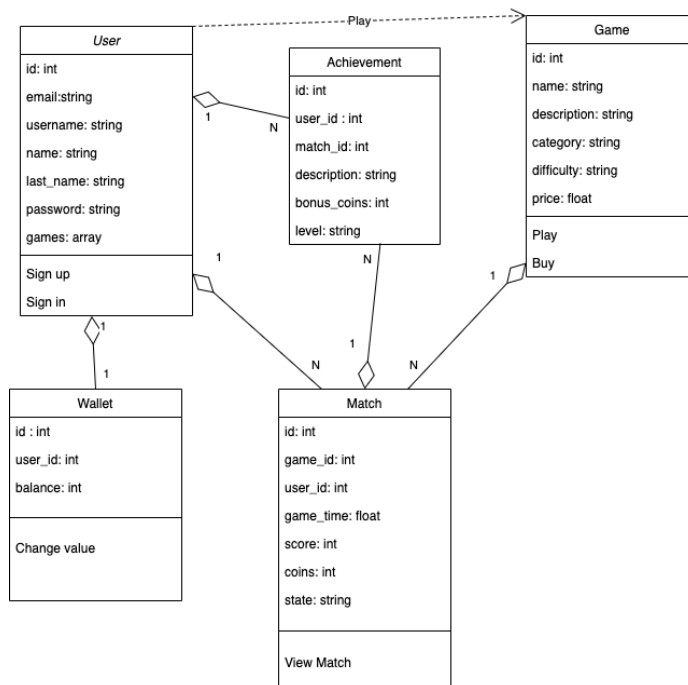 Play
User
id: int
email:string
username: string
name: string
last_name: string
password: string
games: array
Sign up
Sign in
1
N
Achievement
id: int
user_id : int
match_id: int
description: string
bonus_coins: int
level: string
Game
id: int
name: string
description: string
category: string
difficulty: string
price: float
Play
Buy
1
N
1
N
1
N
1
1
Wallet
id : int
user_id: int
balance: int
Change value
Match
id: int
game_id: int
user_id: int
game_time: float
score: int
coins: int
state: string
View Match